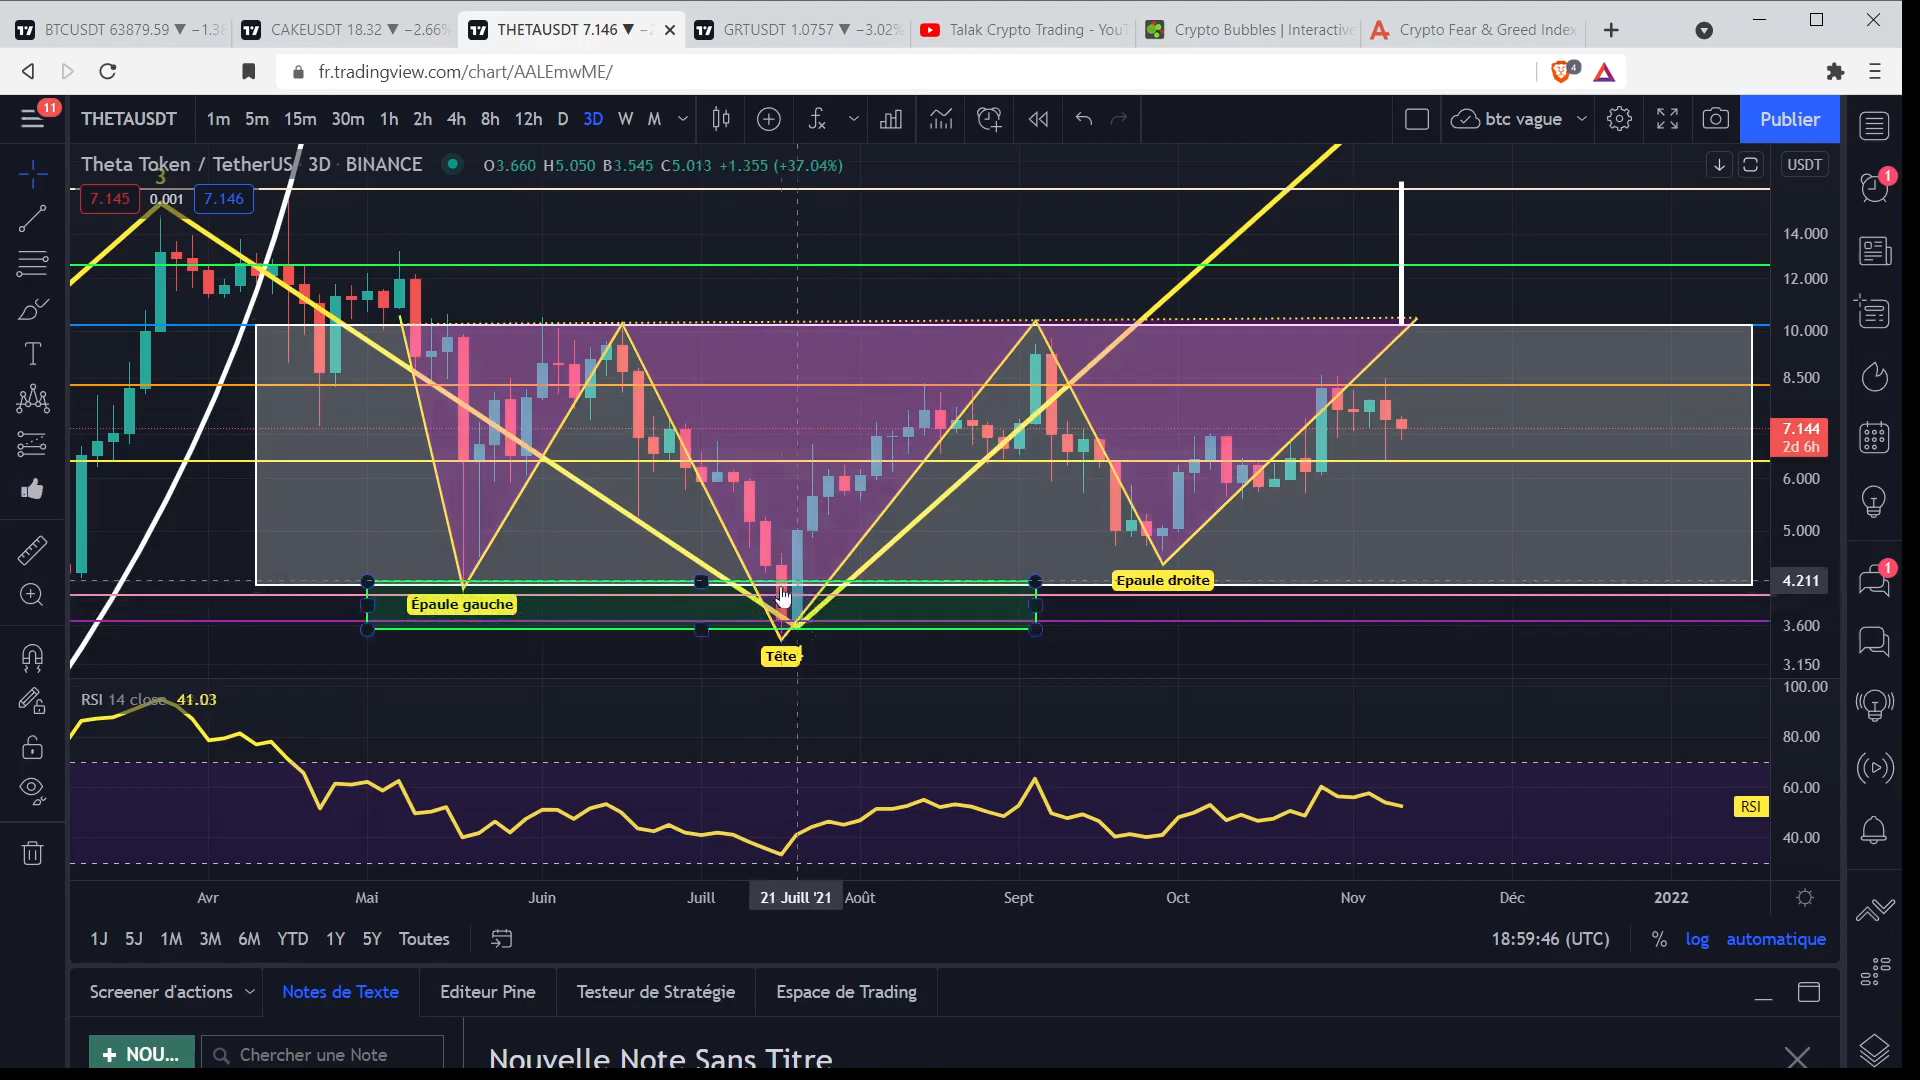 BTCUSDT 63879.59 ▼ −1.38
CAKEUSDT 18.32 ▼ −2.66%
THETAUSDT 7.146 ▼ −2
GRTUSDT 1.0757 ▼ −3.02%
Talak Crypto Trading - YouT
Crypto Bubbles | Interactive
Crypto Fear & Greed Index
fr.tradingview.com/chart/AALEmwME/
4
11
THETAUSDT 1m 5m 15m 30m 1h 2h 4h 8h 12h D 3D W M
btc vague
Publier
Theta Token / TetherUS 3D · BINANCE
O3.660 H5.050 B3.545 C5.013 +1.355 (+37.04%)
USDT
1
3
7.145 0.001 7.146
14.000
12.000
10.000
8.500
7.144
2d 6h
6.000
5.000
4.211
3.600
3.150
Epaule droite
Épaule gauche
Tête
1
RSI 14 close 41.03
100.00
80.00
60.00
40.00
RSI
Avr Mai Juin Juill 21 Juill '21 Août Sept Oct Nov Déc 2022
1J 5J 1M 3M 6M YTD 1Y 5Y Toutes
18:59:46 (UTC) % log automatique
Screener d'actions Notes de Texte Editeur Pine Testeur de Stratégie Espace de Trading
+ NOU... Chercher une Note
Nouvelle Note Sans Titre